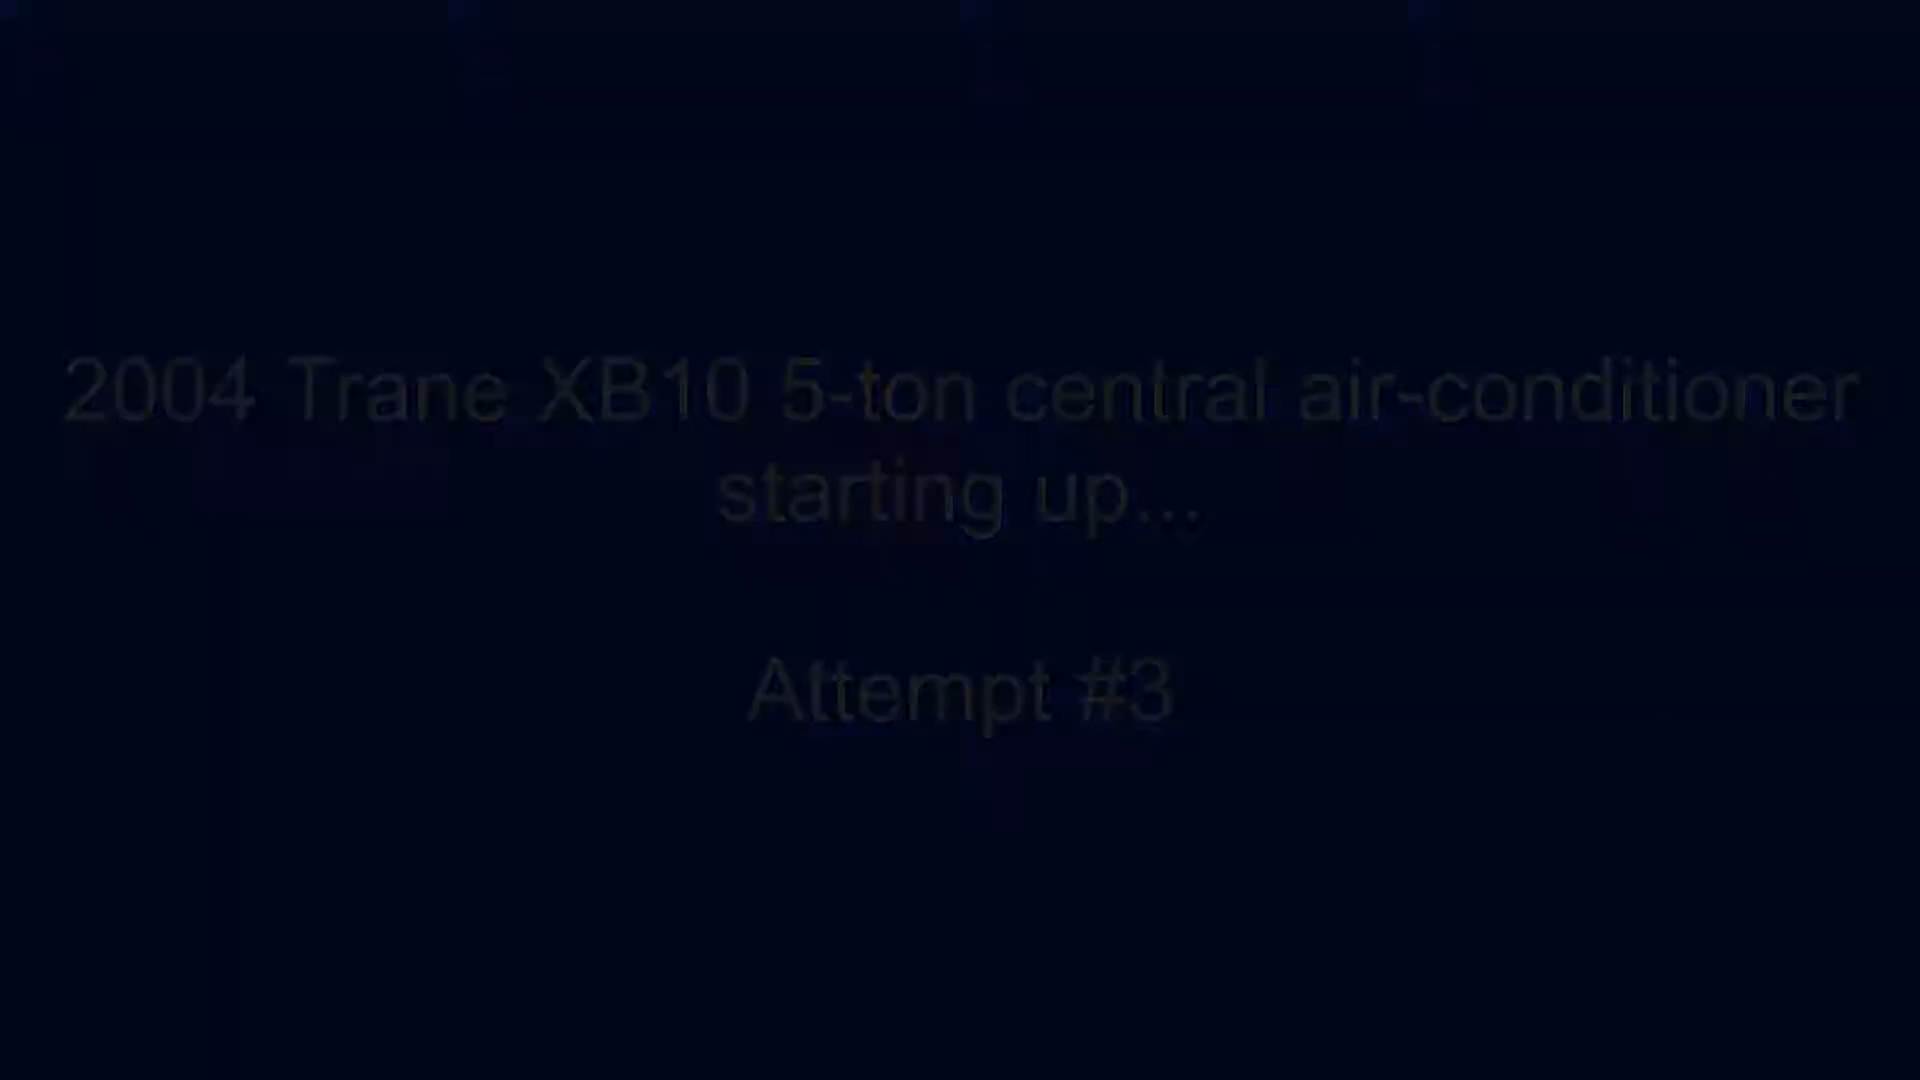 2004 Trane XB10 5-ton central air-conditioner
starting up...
Attempt #3